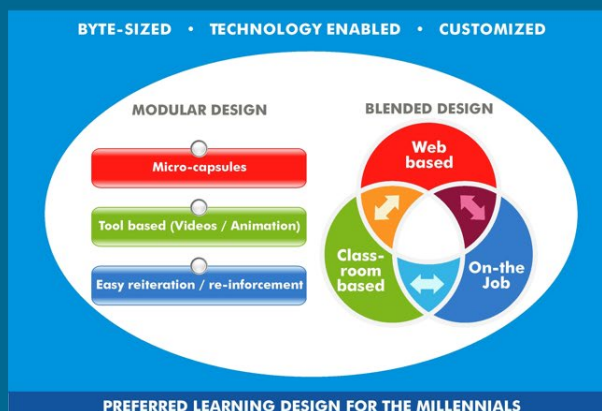 BYTE-SIZED • TECHNOLOGY ENABLED • CUSTOMIZED
MODULAR DESIGN
Micro-capsules
Tool based (Videos / Animation)
Easy reiteration / re-inforcement
BLENDED DESIGN
Web
based
Class-
room
based
On-the
Job
PREFERRED LEARNING DESIGN FOR THE MILLENNIALS